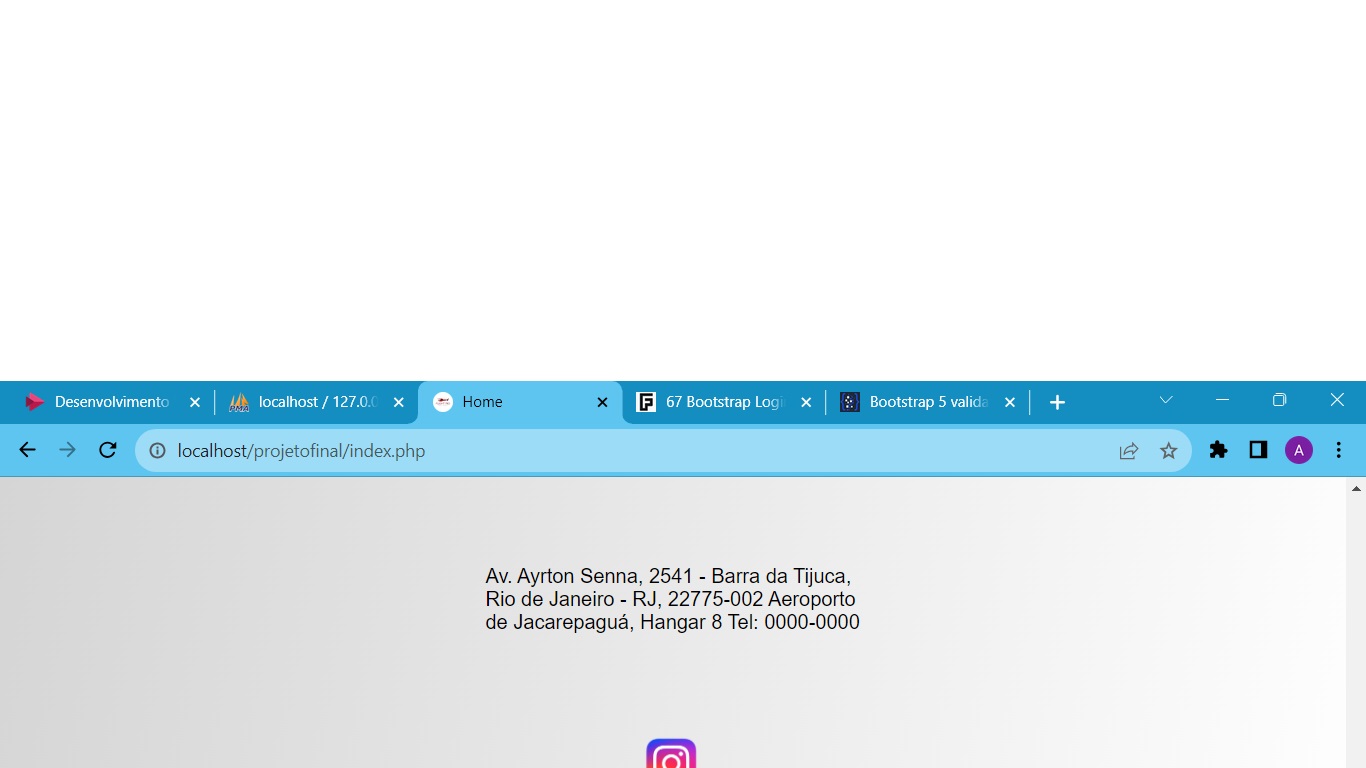 Desenvolvimento
localhost / 127.0.0
Home
67 Bootstrap Logi
Bootstrap 5 valida
localhost/projetofinal/index.php
A
Av. Ayrton Senna, 2541 - Barra da Tijuca,
Rio de Janeiro - RJ, 22775-002 Aeroporto
de Jacarepaguá, Hangar 8 Tel: 0000-0000